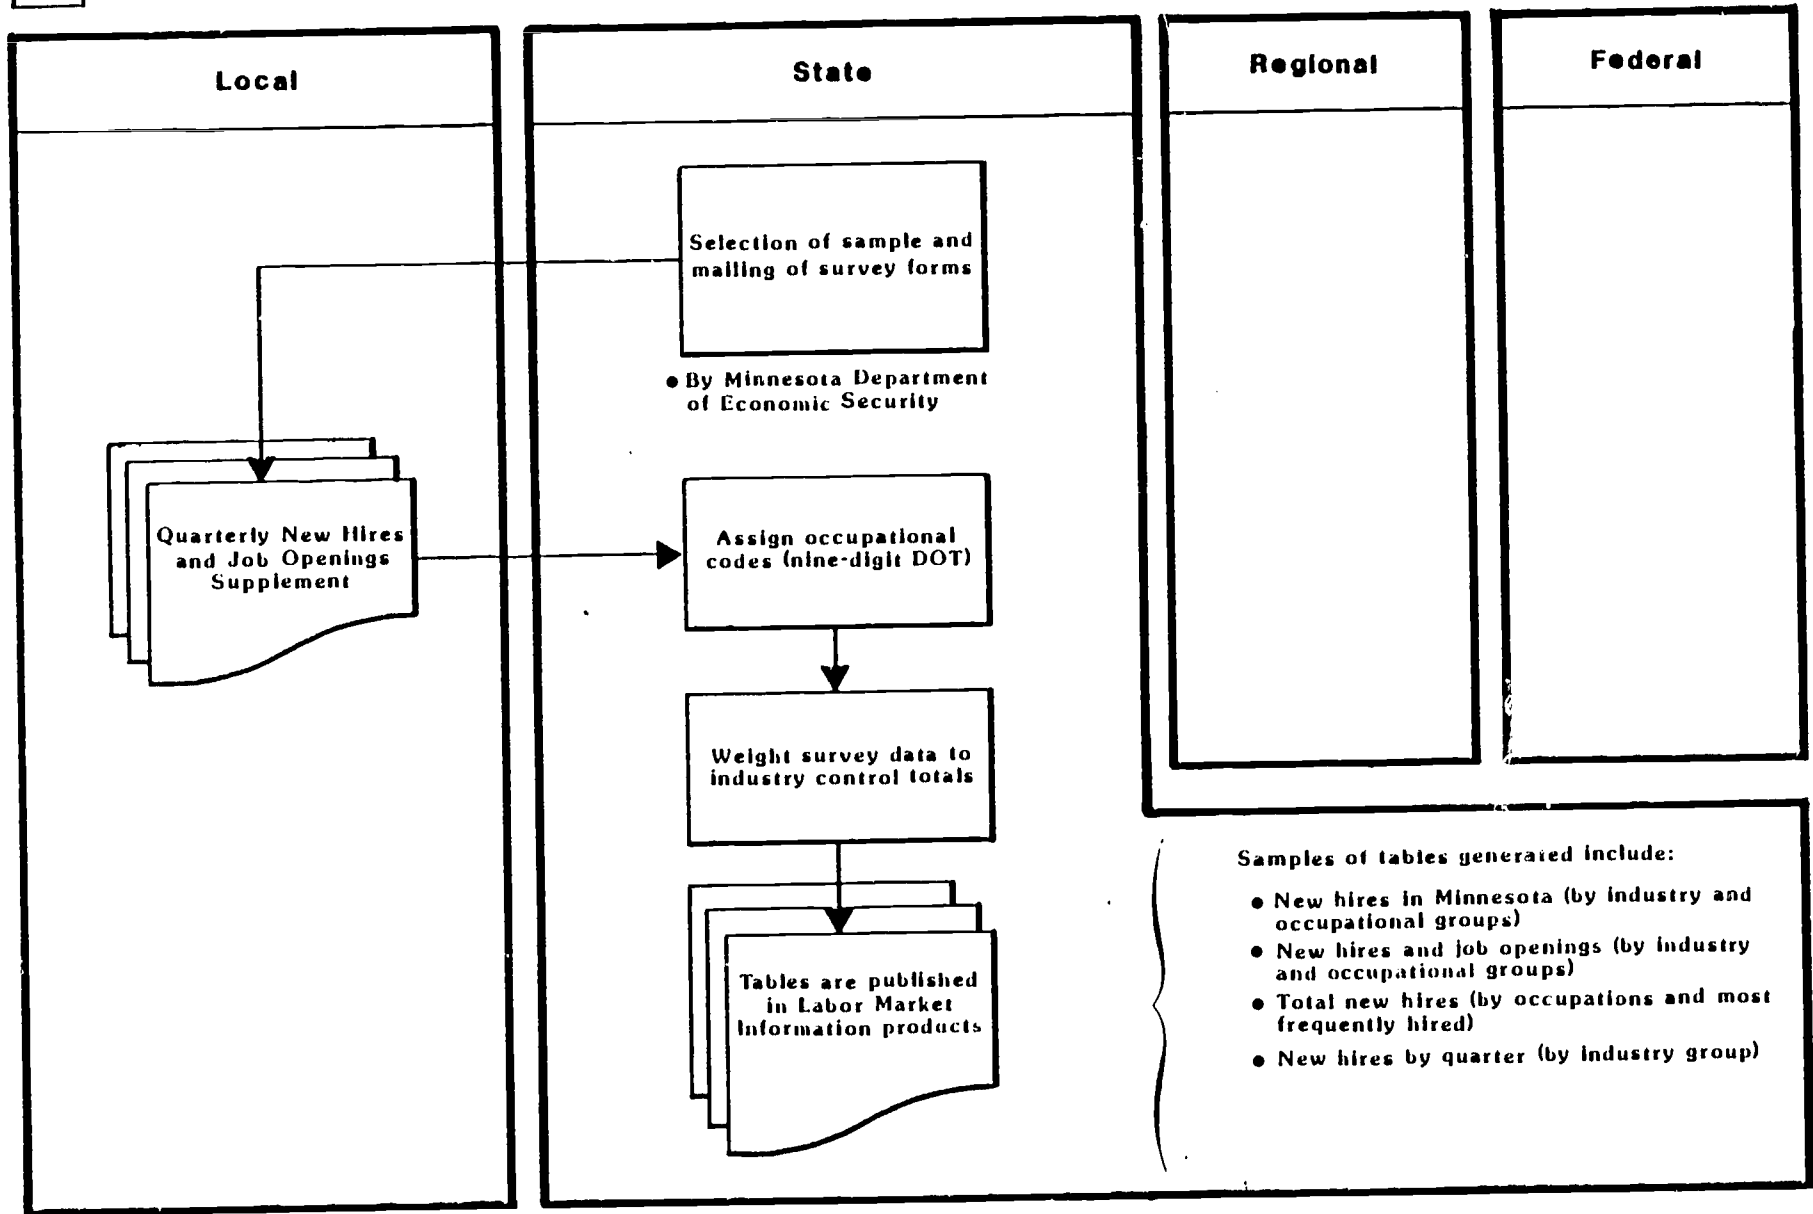 Local
State
Regional
Federal
Selection of sample and
mailing of survey forms
● By Minnesota Department
of Economic Security
Quarterly New Hires
and Job Openings
Supplement
Assign occupational
codes (nine-digit DOT)
Weight survey data to
industry control totals
Tables are published
in Labor Market
Information products
Samples of tables generated include:
● New hires in Minnesota (by industry and
occupational groups)
● New hires and job openings (by industry
and occupational groups)
● Total new hires (by occupations and most
frequently hired)
● New hires by quarter (by industry group)